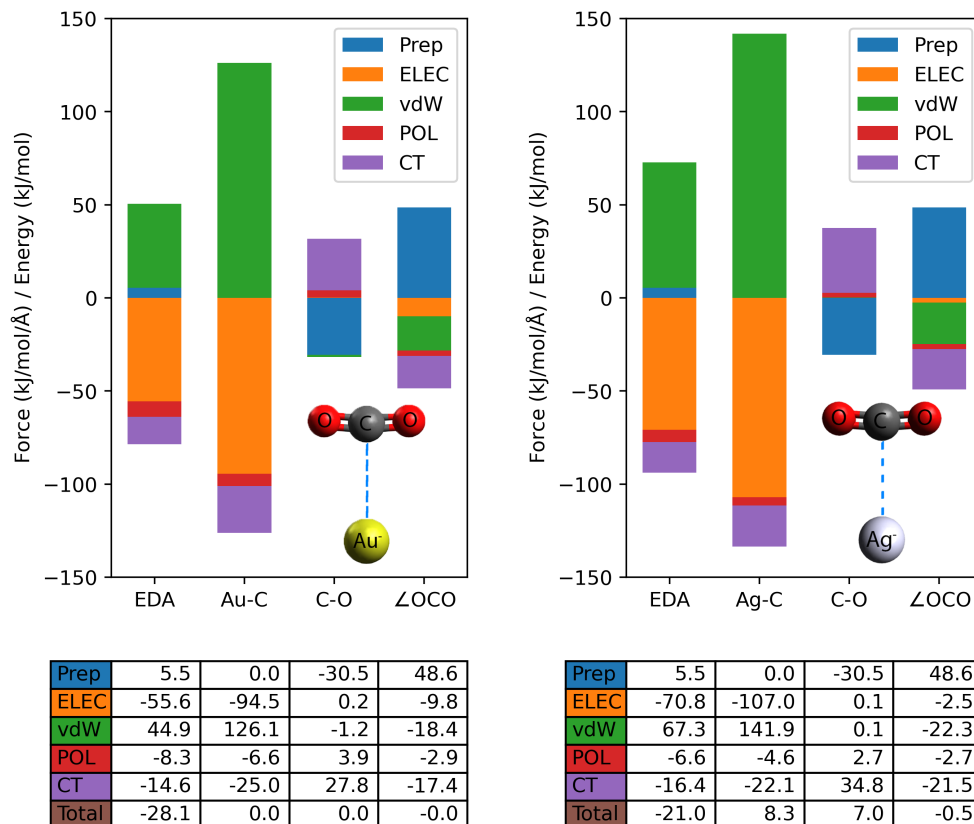 Force (kJ/mol/Å) / Energy (kJ/mol)
150
100
50
0
−50
−100
−150
Prep
ELEC
vdW
POL
CT
O C O
Au-
EDA Au-C C-O ∠OCO
Prep 5.5 0.0 -30.5 48.6
ELEC -55.6 -94.5 0.2 -9.8
vdW 44.9 126.1 -1.2 -18.4
POL -8.3 -6.6 3.9 -2.9
CT -14.6 -25.0 27.8 -17.4
Total -28.1 0.0 0.0 -0.0
Force (kJ/mol/Å) / Energy (kJ/mol)
150
100
50
0
−50
−100
−150
Prep
ELEC
vdW
POL
CT
O C O
Ag-
EDA Ag-C C-O ∠OCO
Prep 5.5 0.0 -30.5 48.6
ELEC -70.8 -107.0 0.1 -2.5
vdW 67.3 141.9 0.1 -22.3
POL -6.6 -4.6 2.7 -2.7
CT -16.4 -22.1 34.8 -21.5
Total -21.0 8.3 7.0 -0.5